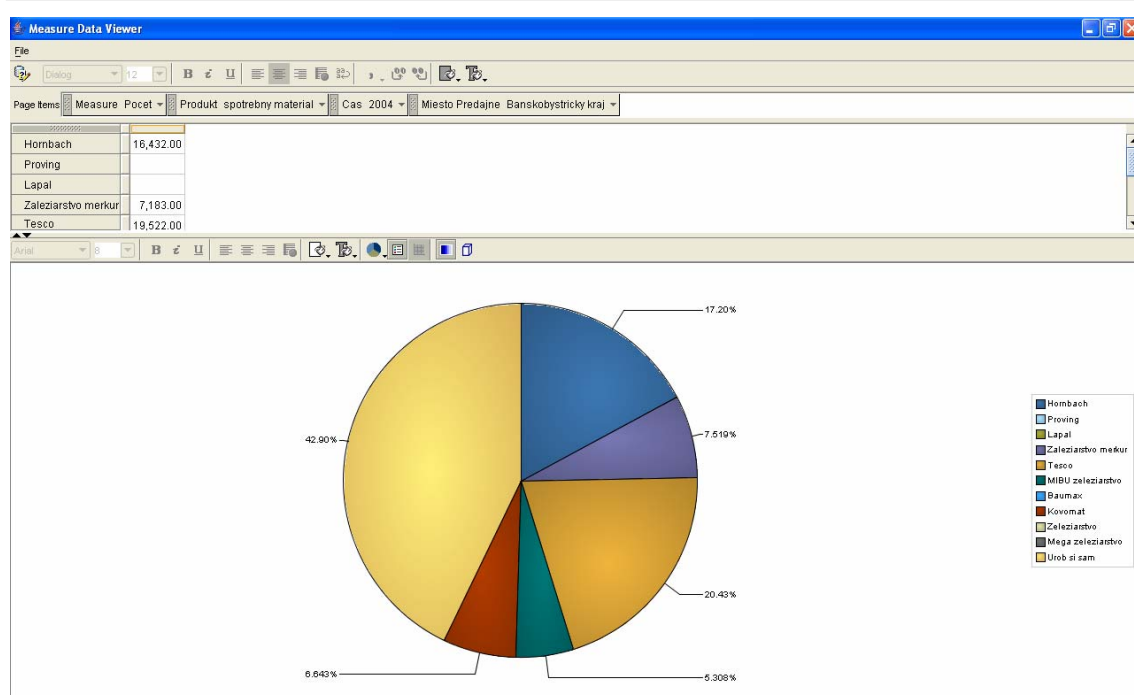 Measure Data Viewer
File
Dialog 12 B i U
Page Items Measure Pocet Produkt spotrebny material Cas 2004 Miesto Predajne Banskobystricky kraj
Hornbach 16,432.00
Proving
Lapal
Zaleziarstvo merkur 7,183.00
Tesco 19,522.00
Arial 8 B i U
17.20%
7.519%
20.43%
5.308%
6.643%
42.90%
Hornbach
Proving
Lapal
Zaleziarstvo merkur
Tesco
MIBU zeleziarstvo
Baumax
Kovomat
Zeleziarstvo
Mega zeleziarstvo
Urob si sam